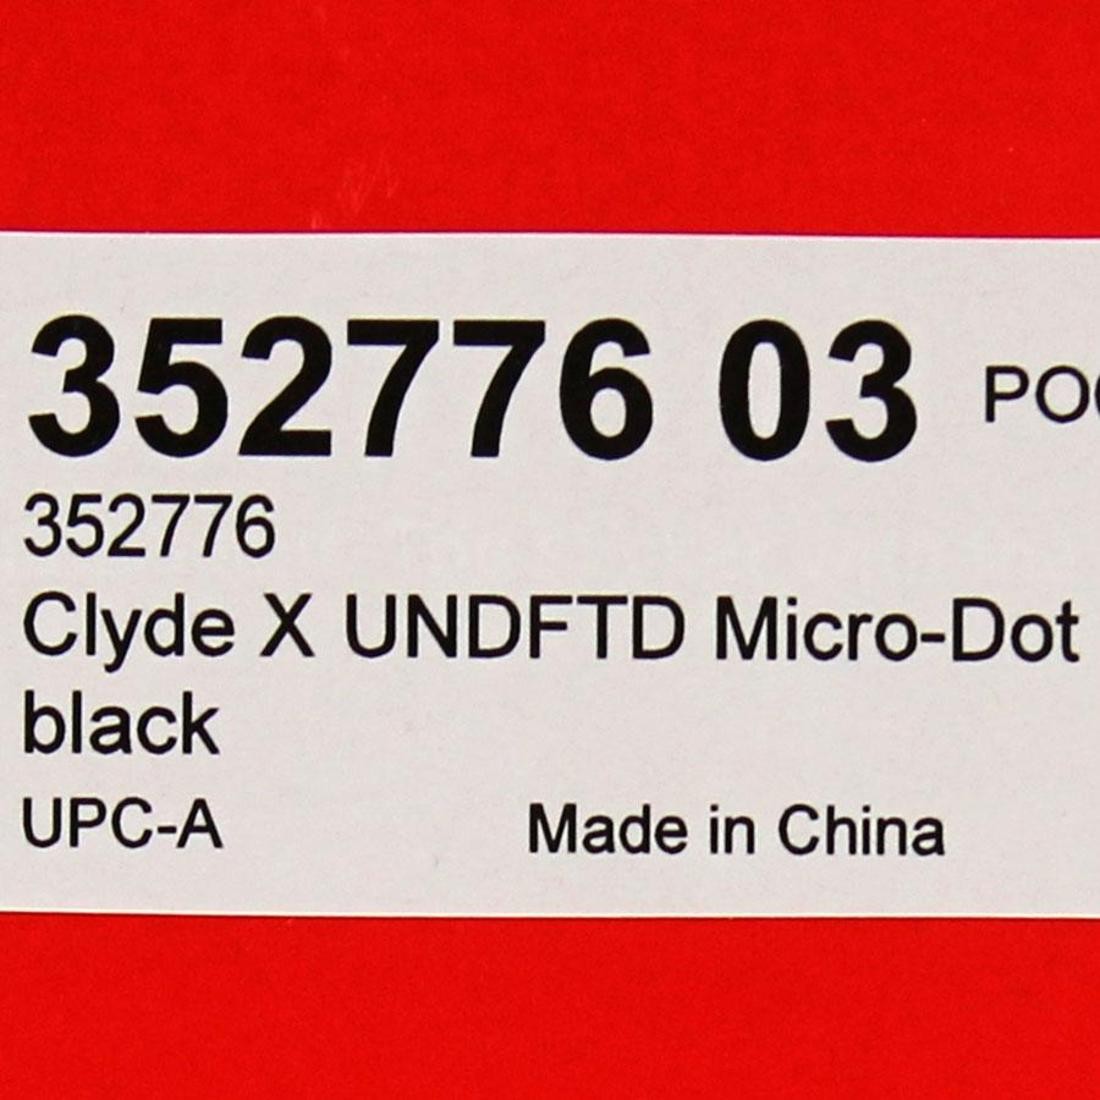 352776 03
352776
Clyde X UNDFTD Micro-Dot
black
UPC-A Made in China